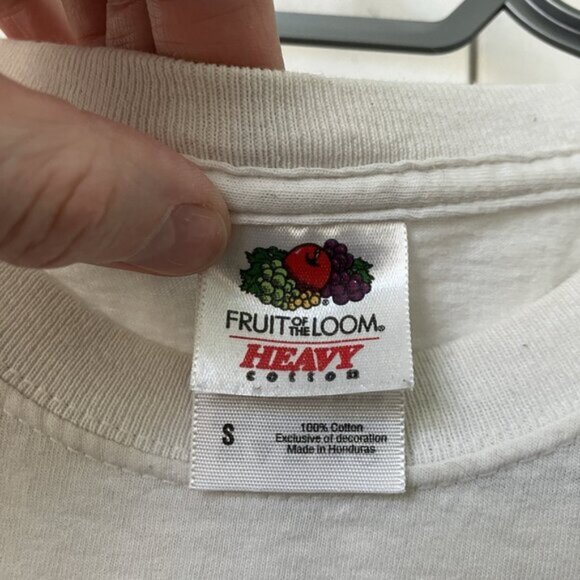 FRUIT OF THE LOOM®
HEAVY
COTTON
S
100% Cotton
Exclusive of decoration
Made in Honduras